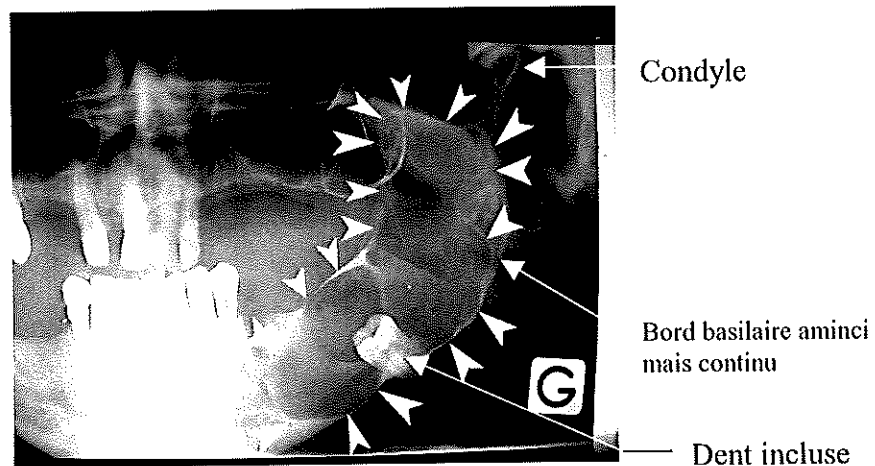 Condyle
Bord basilaire aminci
mais continu
G
Dent incluse